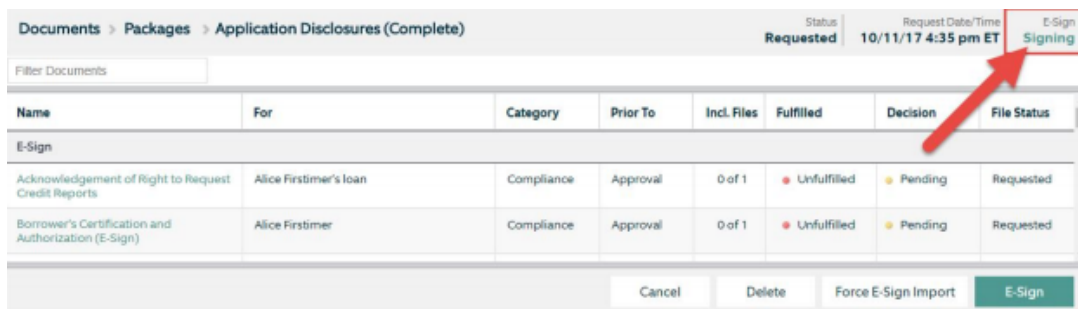 Documents > Packages > Application Disclosures (Complete)
Status
Requested
Request Date/Time
10/11/17 4:35 pm ET
E-Sign
Signing
Filter Documents
Name For Category Prior To Incl. Files Fulfilled Decision File Status
E-Sign
Acknowledgement of Right to Request Alice Firstimer's loan Compliance Approval 0 of 1 Unfulfilled Pending Requested
Credit Reports
Borrower's Certification and Alice Firstimer Compliance Approval 0 of 1 Unfulfilled Pending Requested
Authorization (E-Sign)
Cancel Delete Force E-Sign Import E-Sign